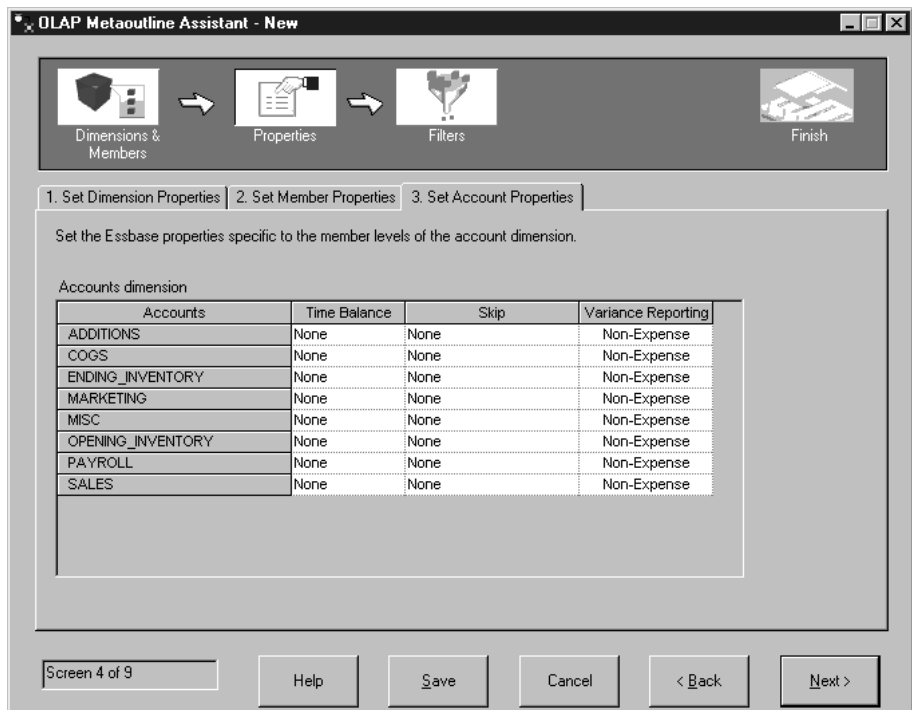 OLAP Metaoutline Assistant - New
Dimensions & Members
Properties
Filters
Finish
1. Set Dimension Properties
2. Set Member Properties
3. Set Account Properties
Set the Essbase properties specific to the member levels of the account dimension.
Accounts dimension
Accounts Time Balance Skip Variance Reporting
ADDITIONS None None Non-Expense
COGS None None Non-Expense
ENDING_INVENTORY None None Non-Expense
MARKETING None None Non-Expense
MISC None None Non-Expense
OPENING_INVENTORY None None Non-Expense
PAYROLL None None Non-Expense
SALES None None Non-Expense
Screen 4 of 9
Help
Save
Cancel
< Back
Next >